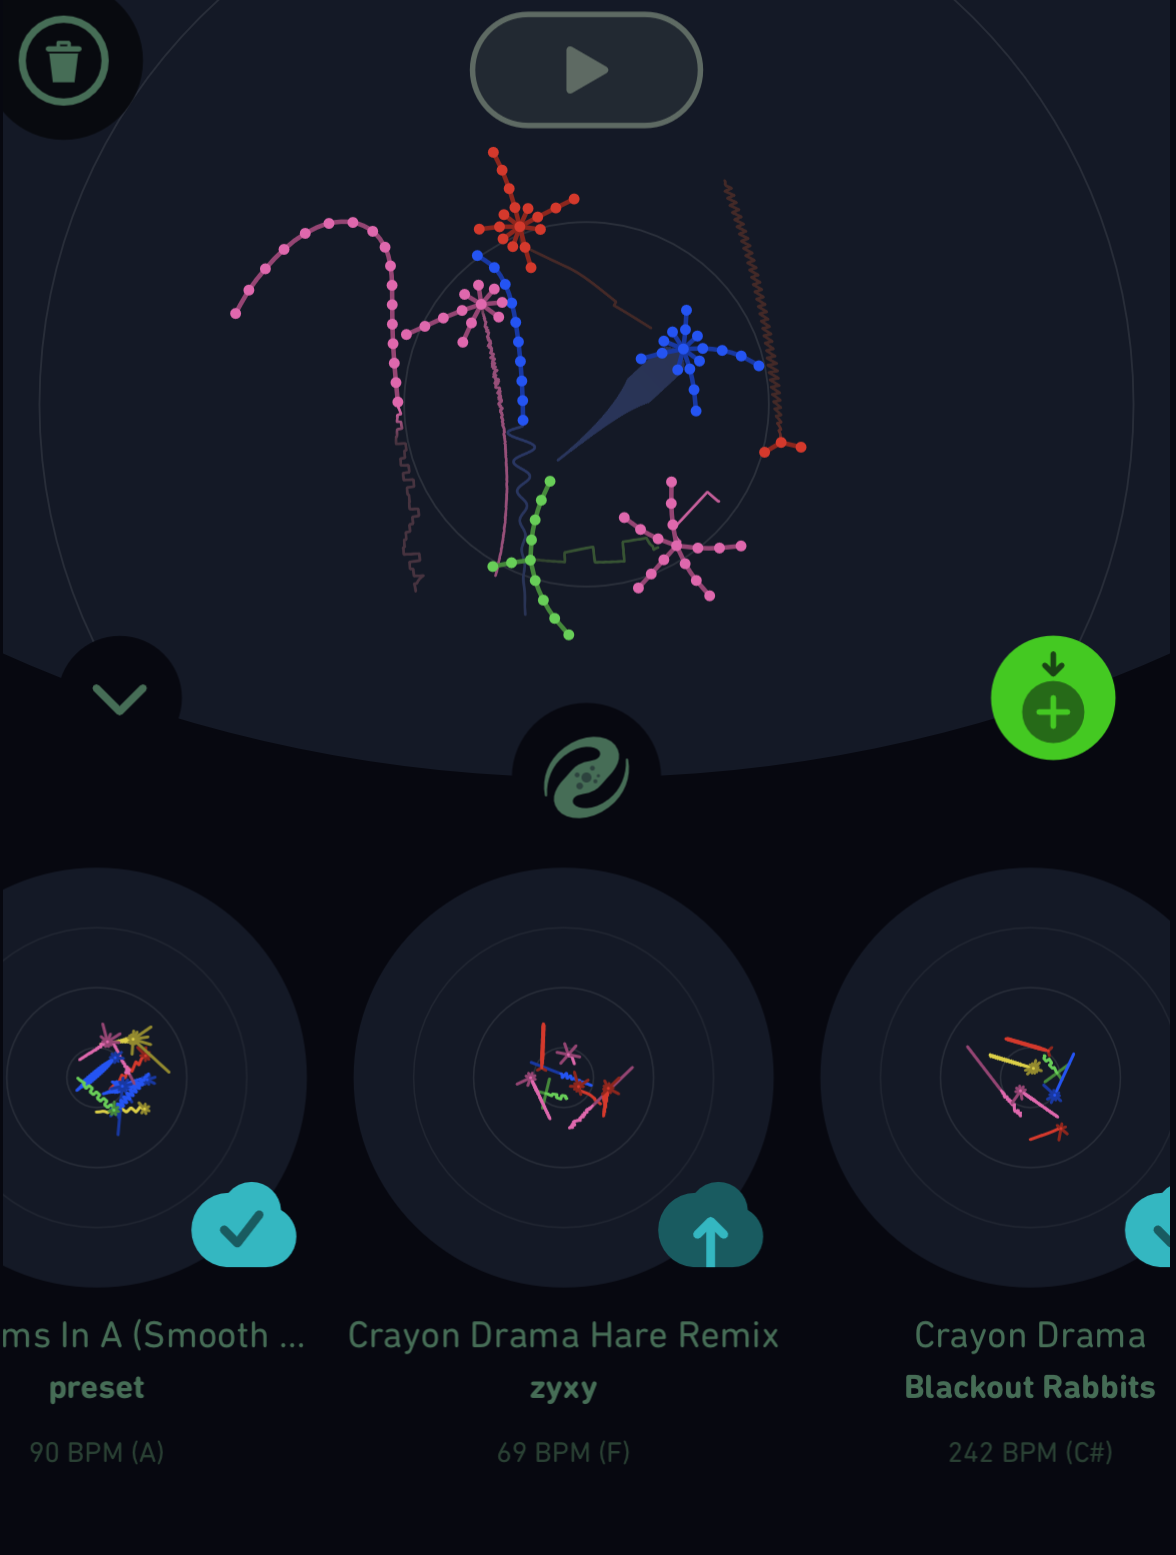 ms In A (Smooth ...
preset
90 BPM (A)
Crayon Drama Hare Remix
zyxy
69 BPM (F)
Crayon Drama
Blackout Rabbits
242 BPM (C#)